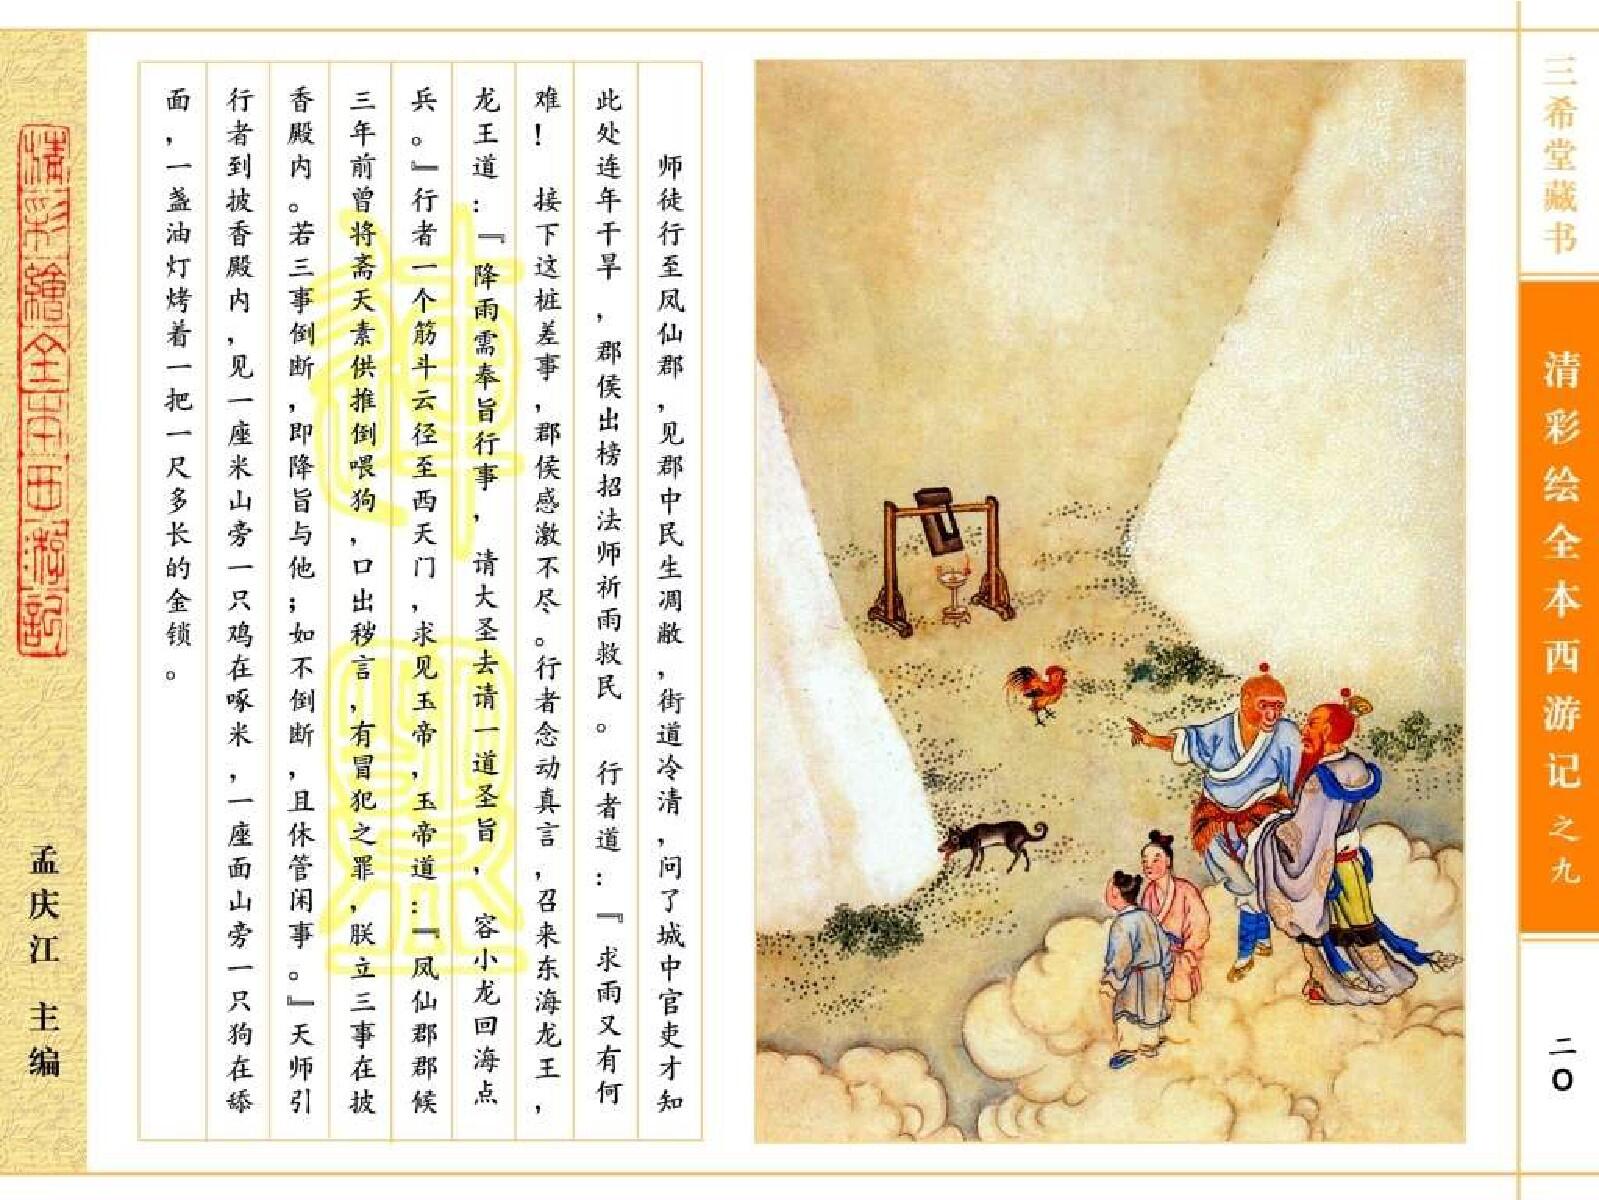 三希堂藏书
清彩绘全本西游记之九
二〇
师徒行至凤仙郡，见郡中民生凋敝，街道冷清，问了城中官吏才知
此处连年干旱，郡侯出榜招法师祈雨救民。行者道：『求雨又有何
难！接下这桩差事，郡侯感激不尽。行者念动真言，召来东海龙王，
龙王道：『降雨需奉旨行事，请大圣去请一道圣旨，容小龙回海点
兵。』行者一个筋斗云径至西天门，求见玉帝，玉帝道：『凤仙郡郡候
三年前曾将斋天素供推倒喂狗，口出秽言，有冒犯之罪，朕立三事在披
香殿内。若三事倒断，即降旨与他；如不倒断，且休管闲事。』天师引
行者到披香殿内，见一座米山旁一只鸡在啄米，一座面山旁一只狗在舔
面，一盏油灯烤着一把一尺多长的金锁。
清彩繪全本西游記
孟庆江 主编